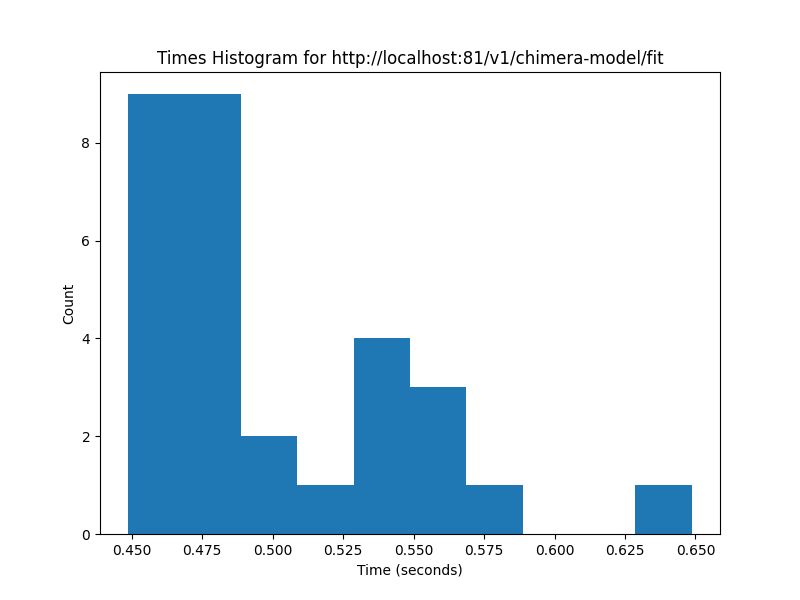 Times Histogram for http://localhost:81/v1/chimera-model/fit
8
6
4
2
0
Count
0.450 0.475 0.500 0.525 0.550 0.575 0.600 0.625 0.650
Time (seconds)